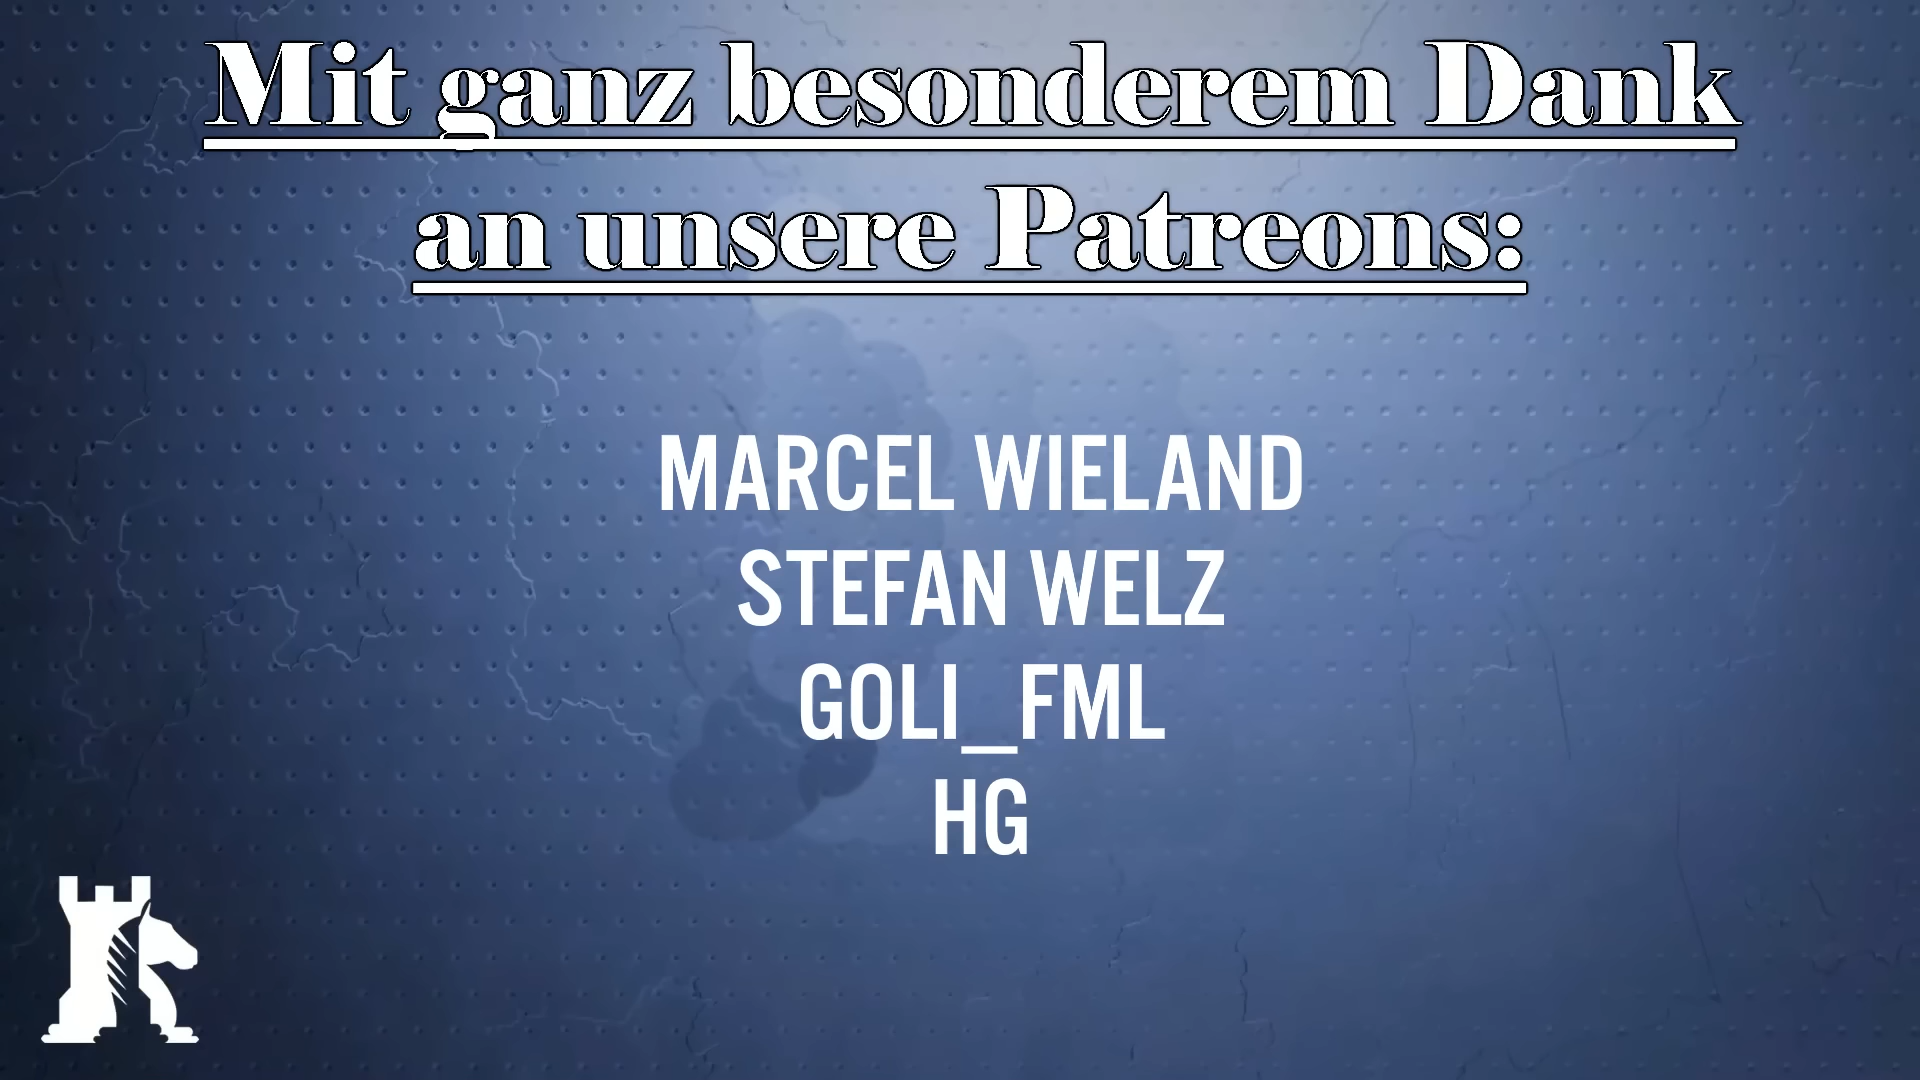 Mit ganz besonderem Dank
an unsere Patreons:
MARCEL WIELAND
STEFAN WELZ
GOLI_FML
HG